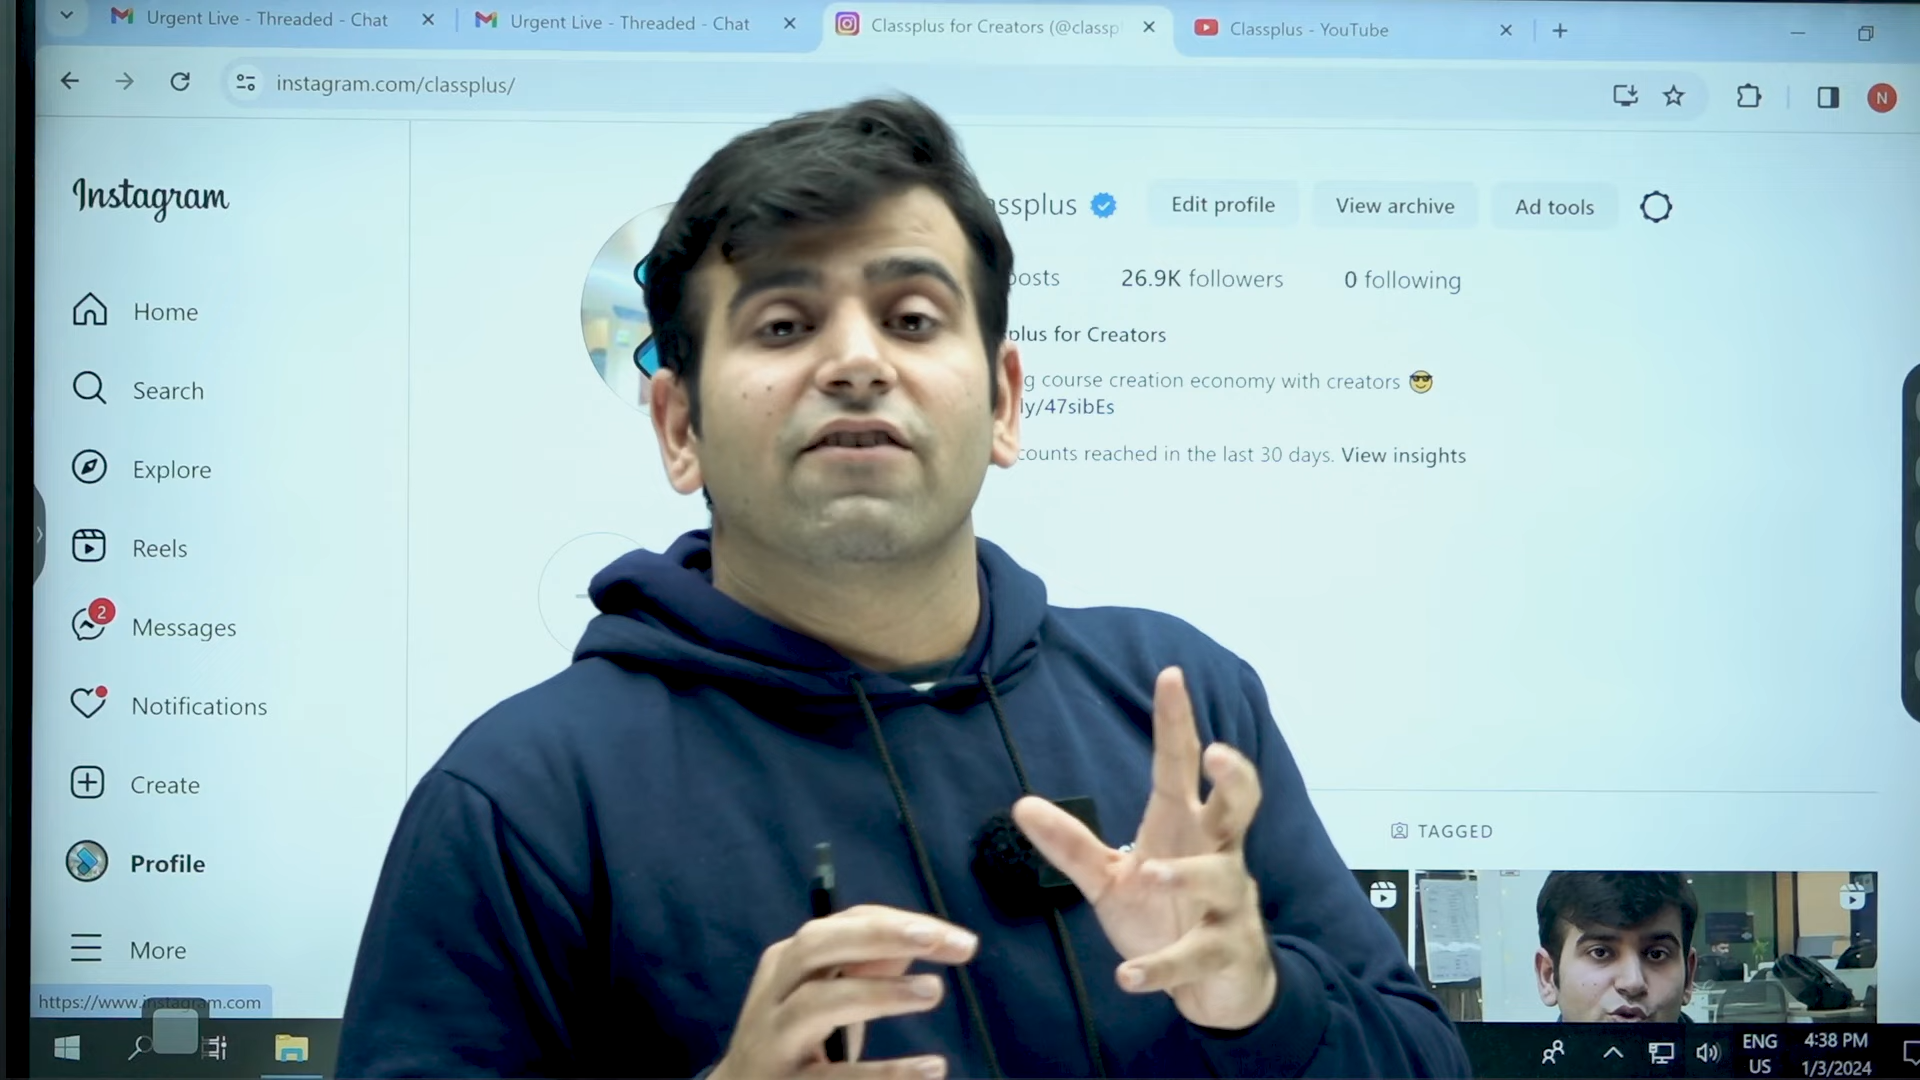 Urgent Live - Threaded - Chat
Urgent Live - Threaded - Chat
Classplus for Creators (@classp
Classplus - YouTube
instagram.com/classplus/
N
Instagram
assplus
Edit profile
View archive
Ad tools
posts
26.9K followers
0 following
plus for Creators
g course creation economy with creators 😎
ly/47sibEs
counts reached in the last 30 days. View insights
Home
Search
Explore
Reels
2
Messages
Notifications
Create
Profile
More
TAGGED
https://www.instagram.com
ENG
US
4:38 PM
1/3/2024